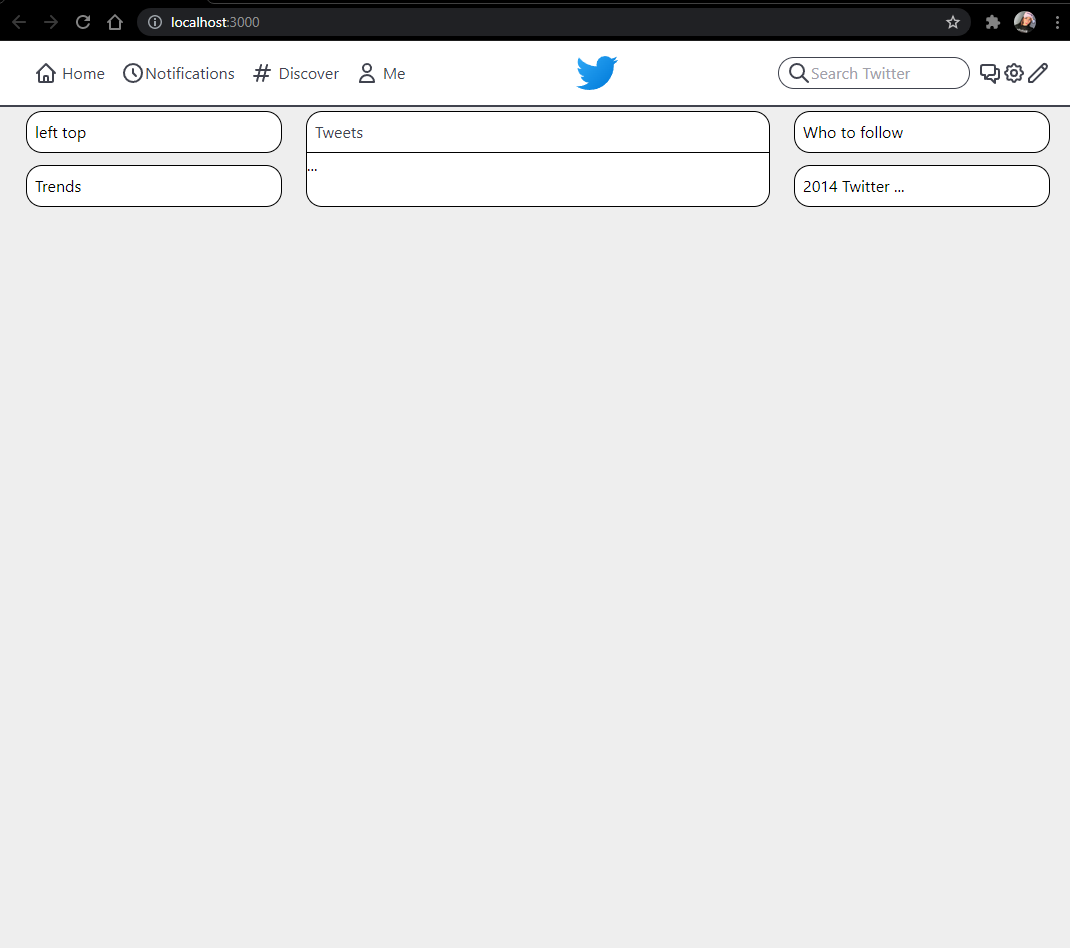 localhost:3000
Home Notifications Discover Me Search Twitter
left top
Trends
Tweets
...
Who to follow
2014 Twitter ...